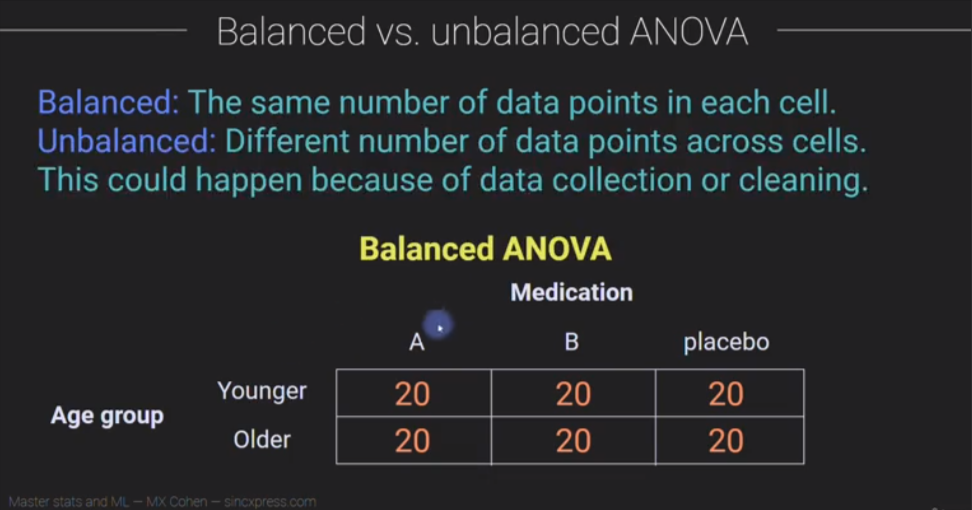 Balanced vs. unbalanced ANOVA
Balanced: The same number of data points in each cell.
Unbalanced: Different number of data points across cells.
This could happen because of data collection or cleaning.
Balanced ANOVA
Medication
A B placebo
Younger 20 20 20
Age group
Older 20 20 20
Master stats and ML — MX Cohen — sincxpress.com